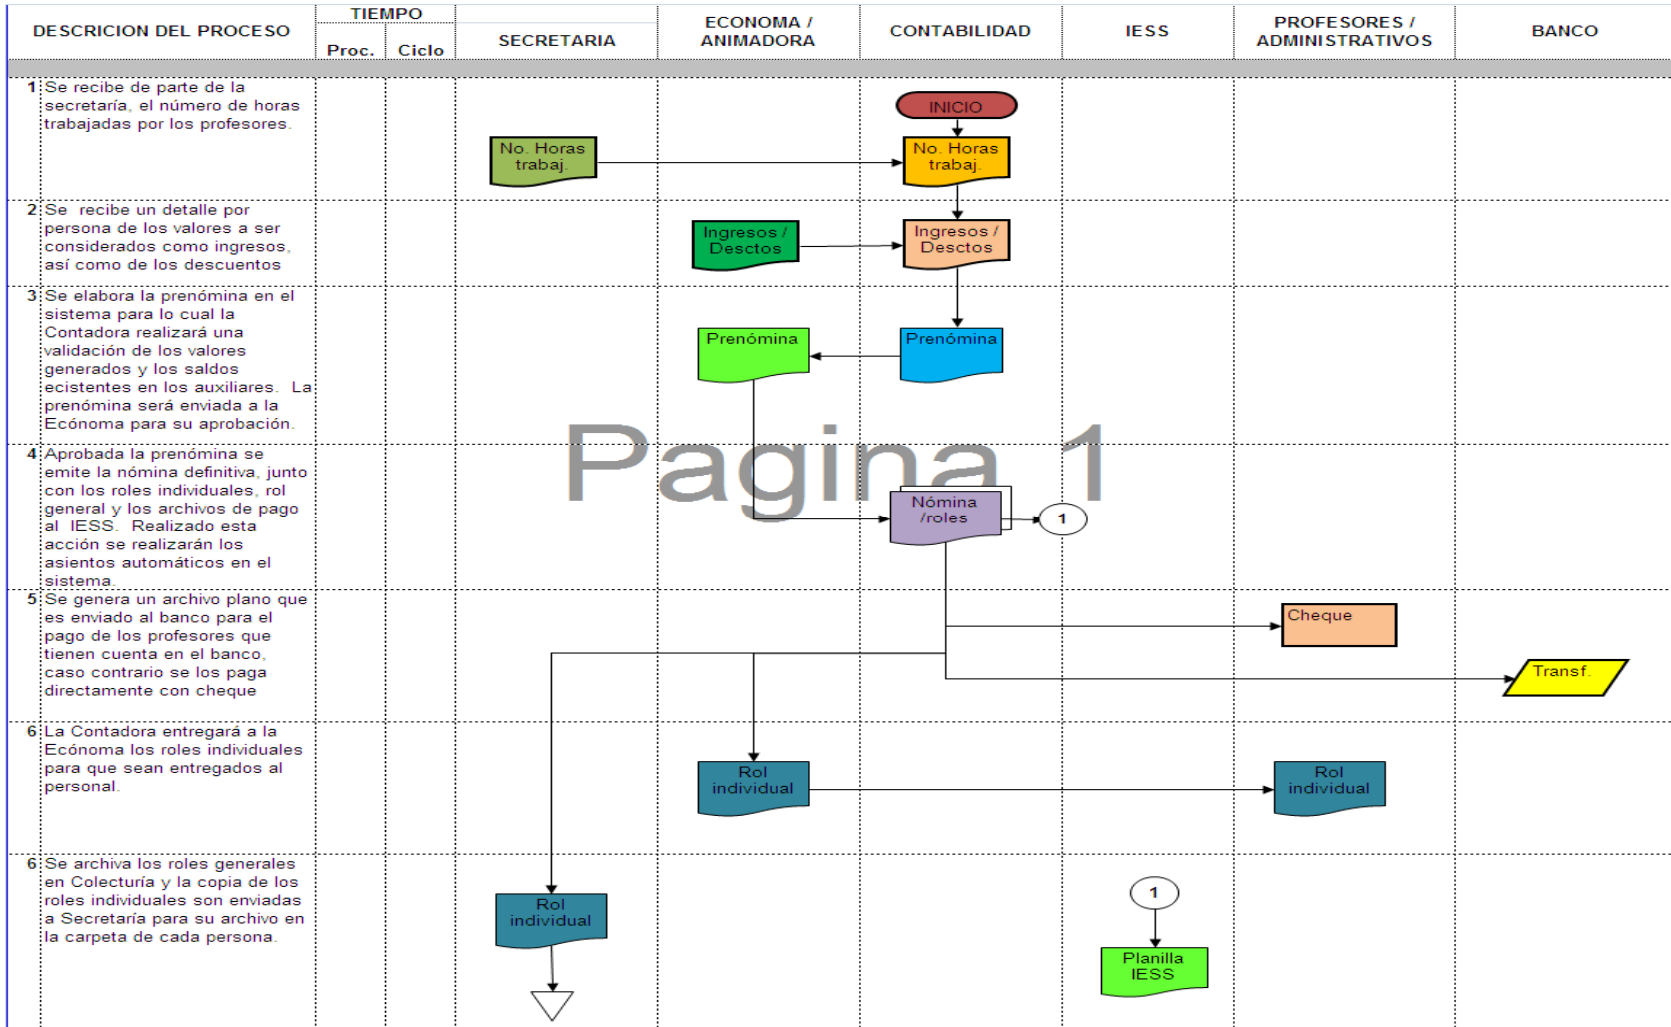 DESCRICION DEL PROCESO
TIEMPO
Proc.
Ciclo
SECRETARIA
ECONOMA /
ANIMADORA
CONTABILIDAD
IESS
PROFESORES /
ADMINISTRATIVOS
BANCO
1 Se recibe de parte de la
secretaría, el número de horas
trabajadas por los profesores.
INICIO
No. Horas
trabaj.
No. Horas
trabaj.
2 Se recibe un detalle por
persona de los valores a ser
considerados como ingresos,
así como de los descuentos
Ingresos /
Desctos
Ingresos /
Desctos
3 Se elabora la prenómina en el
sistema para lo cual la
Contadora realizará una
validación de los valores
generados y los saldos
ecistentes en los auxiliares. La
prenómina será enviada a la
Ecónoma para su aprobación.
Prenómina
Prenómina
Pagina 1
4 Aprobada la prenómina se
emite la nómina definitiva, junto
con los roles individuales, rol
general y los archivos de pago
al IESS. Realizado esta
acción se realizarán los
asientos automáticos en el
sistema.
Nómina
/roles
1
5 Se genera un archivo plano que
es enviado al banco para el
pago de los profesores que
tienen cuenta en el banco,
caso contrario se los paga
directamente con cheque
Cheque
Transf.
6 La Contadora entregará a la
Ecónoma los roles individuales
para que sean entregados al
personal.
Rol
individual
Rol
individual
6 Se archiva los roles generales
en Colecturía y la copia de los
roles individuales son enviadas
a Secretaría para su archivo en
la carpeta de cada persona.
Rol
individual
1
Planilla
IESS